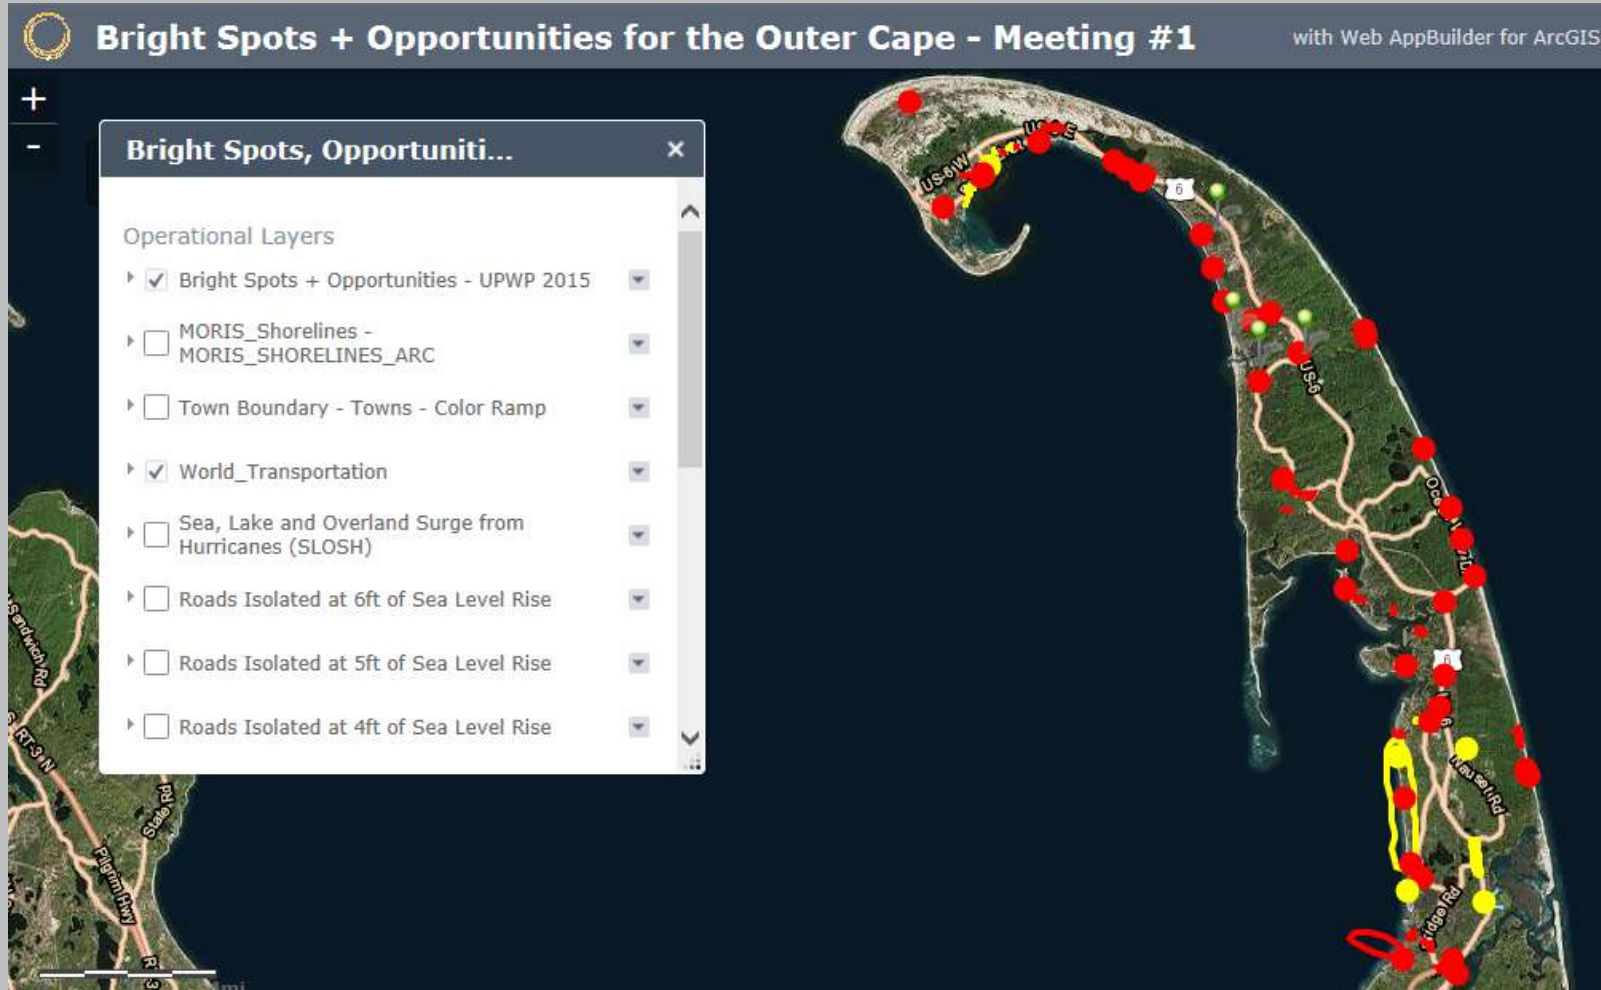 Bright Spots + Opportunities for the Outer Cape - Meeting #1
with Web AppBuilder for ArcGIS
+
-
Bright Spots, Opportuniti...
×
Operational Layers
Bright Spots + Opportunities - UPWP 2015
MORIS_Shorelines -
MORIS_SHORELINES_ARC
Town Boundary - Towns - Color Ramp
World_Transportation
Sea, Lake and Overland Surge from
Hurricanes (SLOSH)
Roads Isolated at 6ft of Sea Level Rise
Roads Isolated at 5ft of Sea Level Rise
Roads Isolated at 4ft of Sea Level Rise
US-6 W
6
US-6
6
Nauset Rd
Sandwich Rd
RT-3 N
State Rd
Pilgrim Hwy